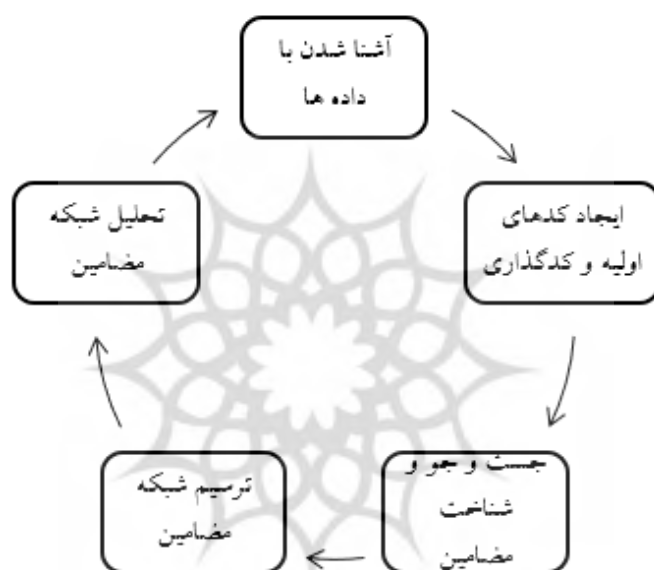 آشنا شدن با
داده ها
ایجاد کدهای
اولیه و کدگذاری
جست و جو و
شناخت
مضامین
ترسیم شبکه
مضامین
تحلیل شبکه
مضامین